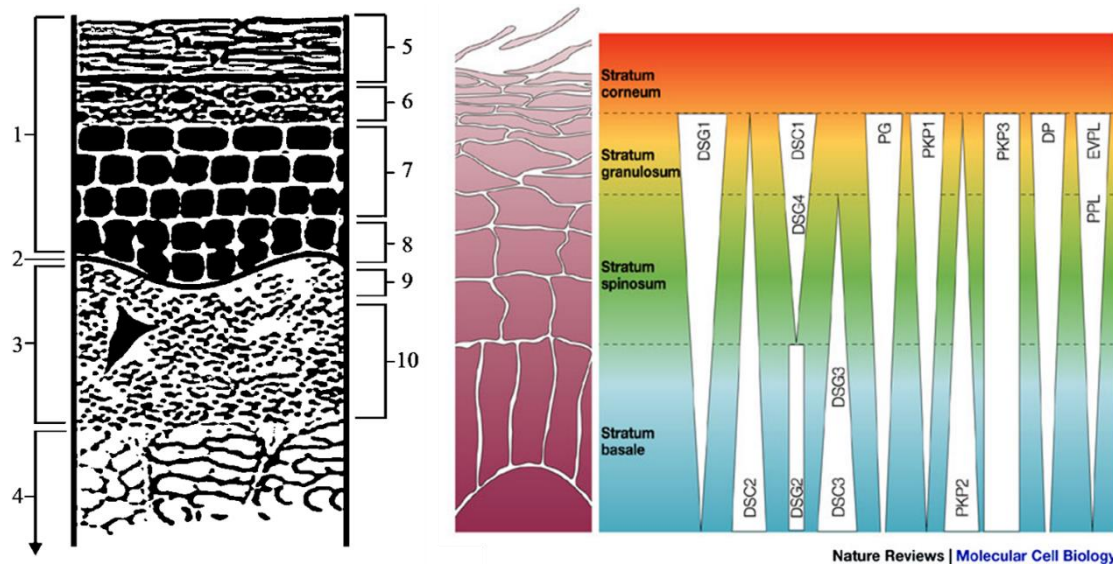 5
6
1
7
8
2
9
3
10
4
Stratum
corneum
Stratum
granulosum
Stratum
spinosum
Stratum
basale
DSG1
DSC2
DSC1
DSG4
DSG2
DSG3
DSC3
PG
PKP1
PKP2
PKP3
DP
EVPL
PPL
Nature Reviews | Molecular Cell Biology